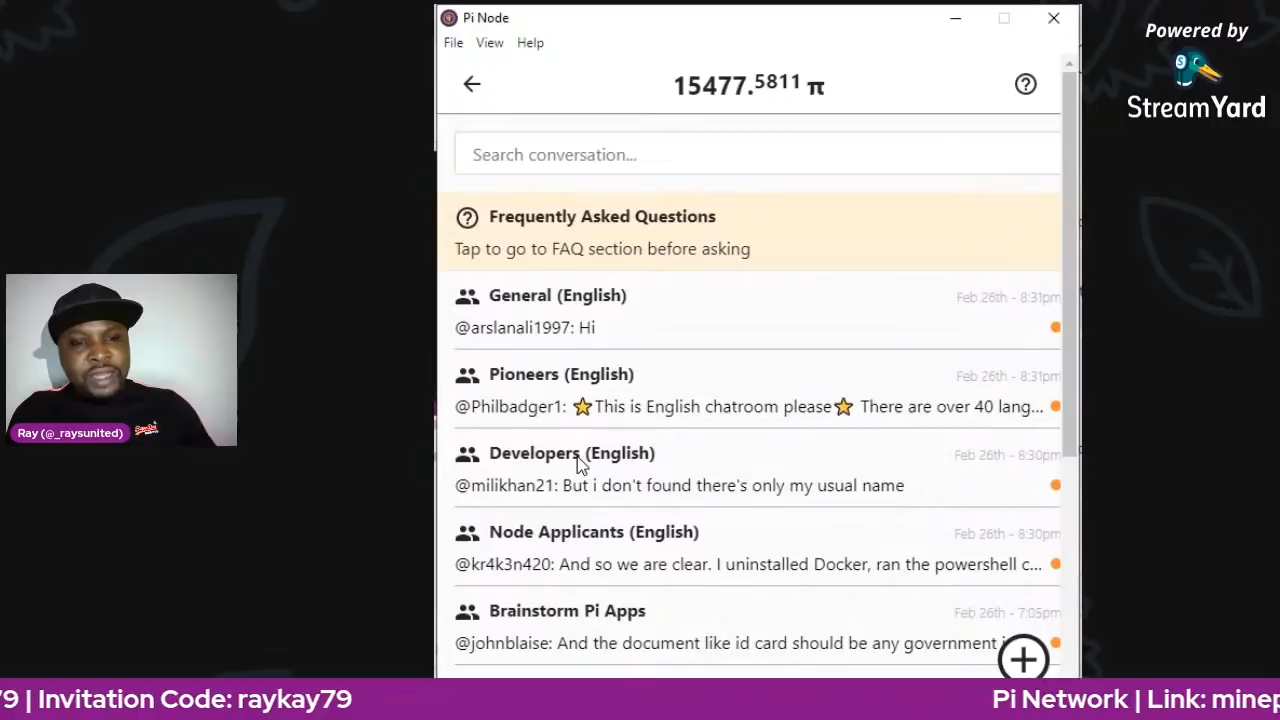 Pi Node
File View Help
15477.5811 π
Search conversation...
Frequently Asked Questions
Tap to go to FAQ section before asking
General (English)
Feb 26th - 8:31pm
@arslanali1997: Hi
Pioneers (English)
Feb 26th - 8:31pm
@Philbadger1: ⭐This is English chatroom please⭐ There are over 40 lang...
Developers (English)
Feb 26th - 8:30pm
@milikhan21: But i don't found there's only my usual name
Node Applicants (English)
Feb 26th - 8:30pm
@kr4k3n420: And so we are clear. I uninstalled Docker, ran the powershell c...
Brainstorm Pi Apps
Feb 26th - 7:05pm
@johnblaise: And the document like id card should be any government
Powered by
StreamYard
Ray (@_raysunited)
79 | Invitation Code: raykay79
Pi Network | Link: minep